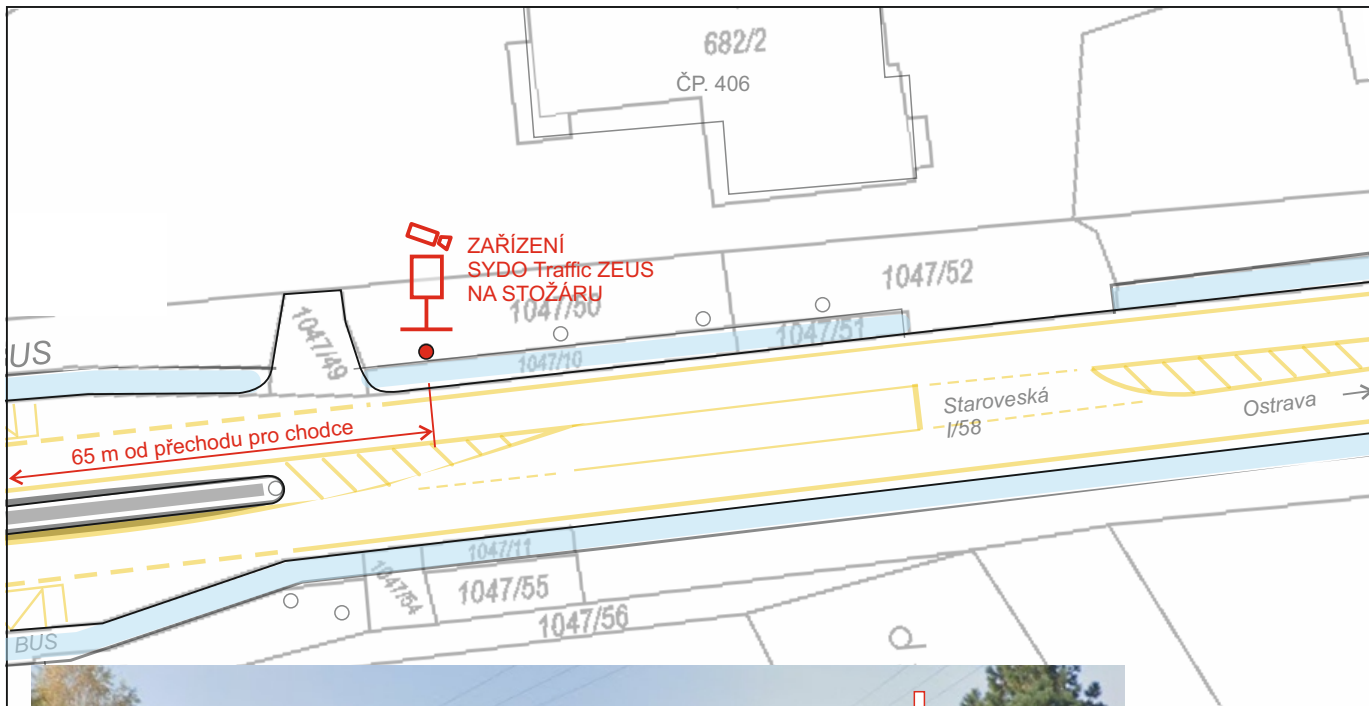 682/2
ČP. 406
ZAŘÍZENÍ
SYDO Traffic ZEUS
NA STOŽÁRU
1047/52
1047/50
1047/51
1047/49
1047/10
US
Staroveská
I/58
Ostrava
65 m od přechodu pro chodce
1047/11
1047/54
1047/55
1047/56
BUS